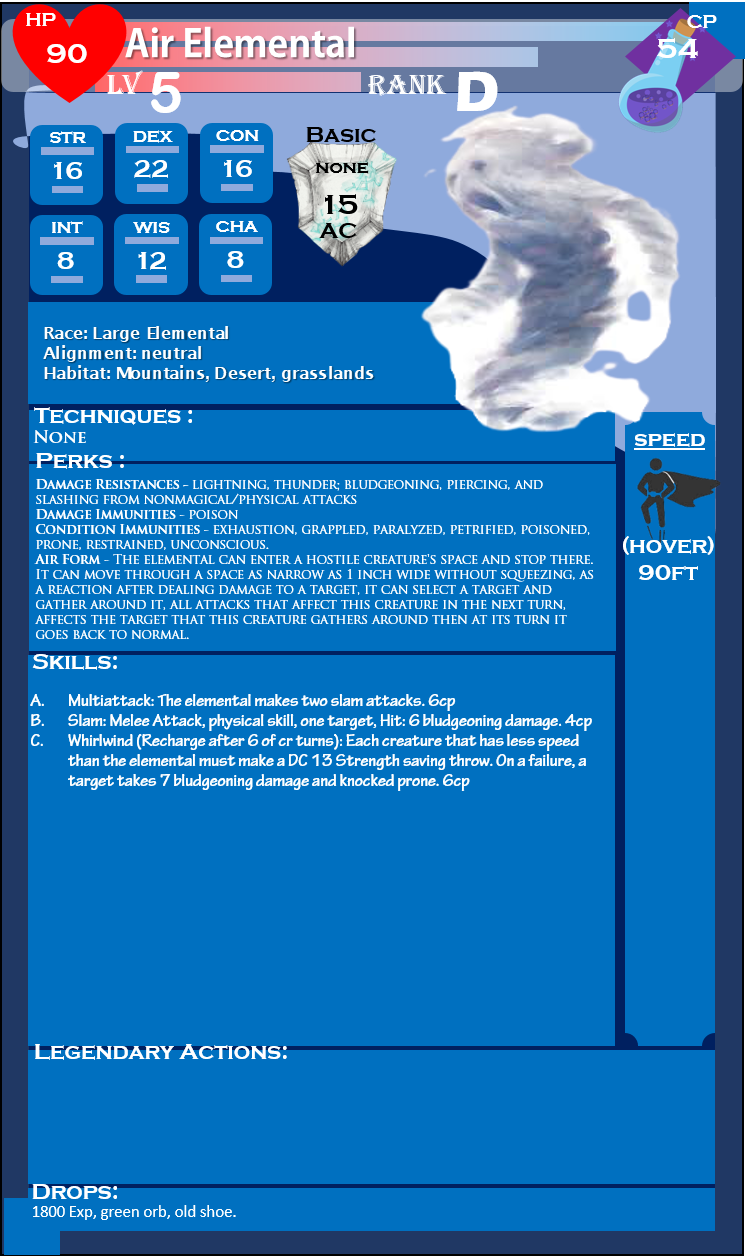 HP
90
Air Elemental
CP
54
LV 5
RANK D
STR
16
DEX
22
CON
16
INT
8
WIS
12
CHA
8
Basic
none
15
AC
Race: Large Elemental
Alignment: neutral
Habitat: Mountains, Desert, grasslands
Techniques :
None
Perks :
Damage Resistances - lightning, thunder; bludgeoning, piercing, and
slashing from nonmagical/physical attacks
Damage Immunities - poison
Condition Immunities - exhaustion, grappled, paralyzed, petrified, poisoned,
prone, restrained, unconscious.
Air Form - The elemental can enter a hostile creature's space and stop there.
It can move through a space as narrow as 1 inch wide without squeezing, as
a reaction after dealing damage to a target, it can select a target and
gather around it, all attacks that affect this creature in the next turn,
affects the target that this creature gathers around then at its turn it
goes back to normal.
SPEED
(HOVER)
90FT
Skills:
A. Multiattack: The elemental makes two slam attacks. 6cp
B. Slam: Melee Attack, physical skill, one target, Hit: 6 bludgeoning damage. 4cp
C. Whirlwind (Recharge after 6 of cr turns): Each creature that has less speed
than the elemental must make a DC 13 Strength saving throw. On a failure, a
target takes 7 bludgeoning damage and knocked prone. 6cp
Legendary Actions:
Drops:
1800 Exp, green orb, old shoe.